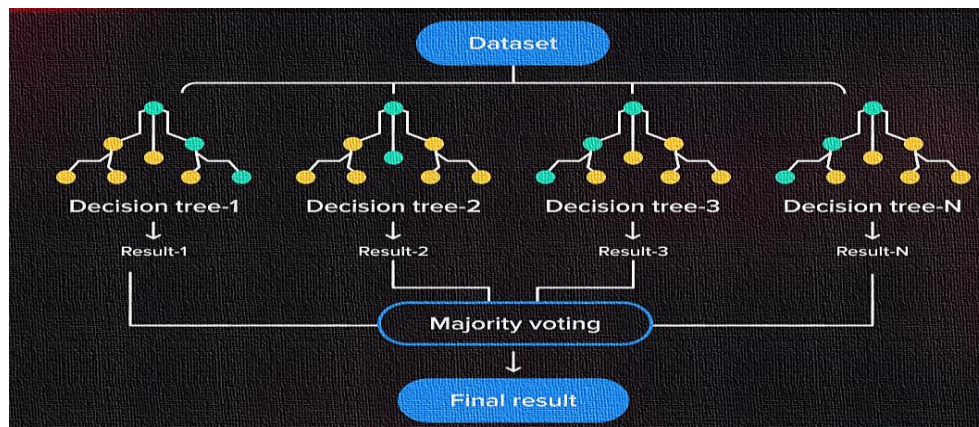 Dataset
Decision tree-1
Decision tree-2
Decision tree-3
Decision tree-N
Result-1
Result-2
Result-3
Result-N
Majority voting
Final result